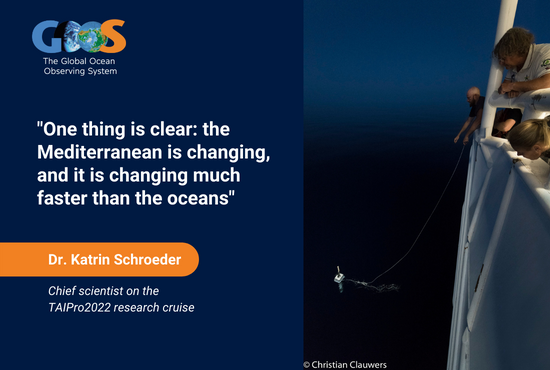 GOOS
The Global Ocean
Observing System
"One thing is clear: the
Mediterranean is changing,
and it is changing much
faster than the oceans"
Dr. Katrin Schroeder
Chief scientist on the
TAIPro2022 research cruise
© Christian Clauwers